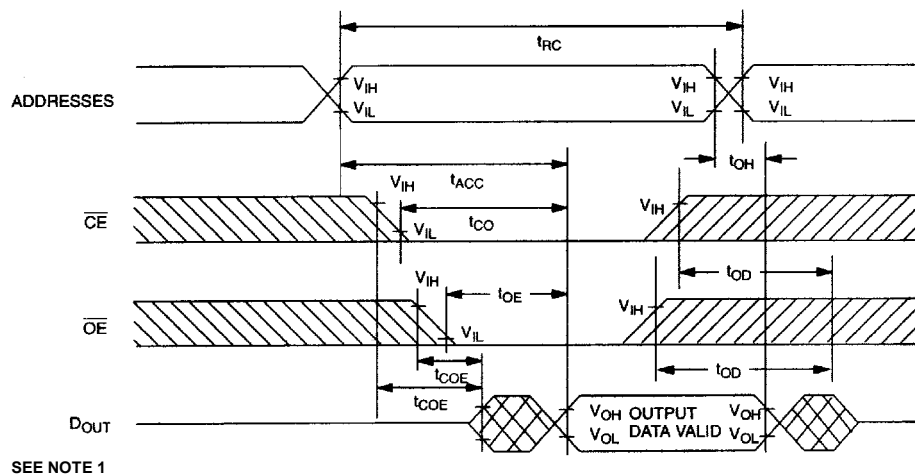 tRC
ADDRESSES
VIH
VIL
VIH
VIL
VIH
VIL
tOH
tACC
CE
VIH
VIL
tCO
VIH
tOD
OE
VIH
VIL
tOE
VIH
tOD
tCOE
tCOE
DOUT
VOH OUTPUT VOH
VOL DATA VALID VOL
SEE NOTE 1